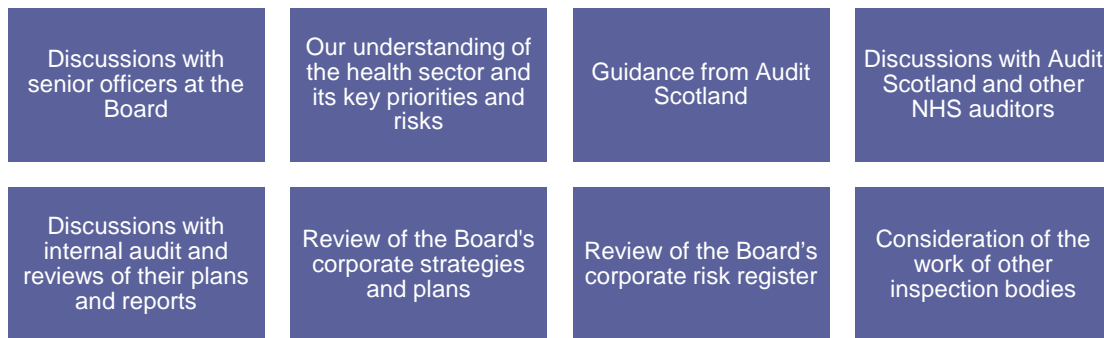 Discussions with
senior officers at the
Board
Our understanding of
the health sector and
its key priorities and
risks
Guidance from Audit
Scotland
Discussions with Audit
Scotland and other
NHS auditors
Discussions with
internal audit and
reviews of their plans
and reports
Review of the Board's
corporate strategies
and plans
Review of the Board’s
corporate risk register
Consideration of the
work of other
inspection bodies